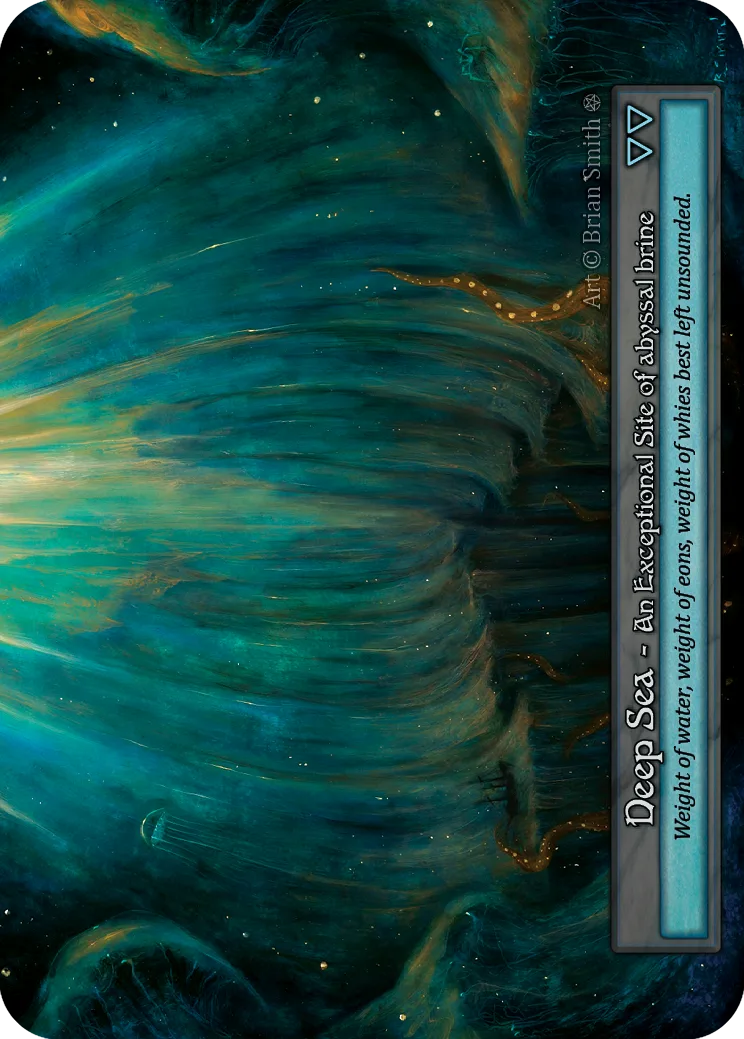 Deep Sea - An Exceptional Site of abyssal brine
Weight of water, weight of eons, weight of whies best left unsounded.
Art © Brian Smith